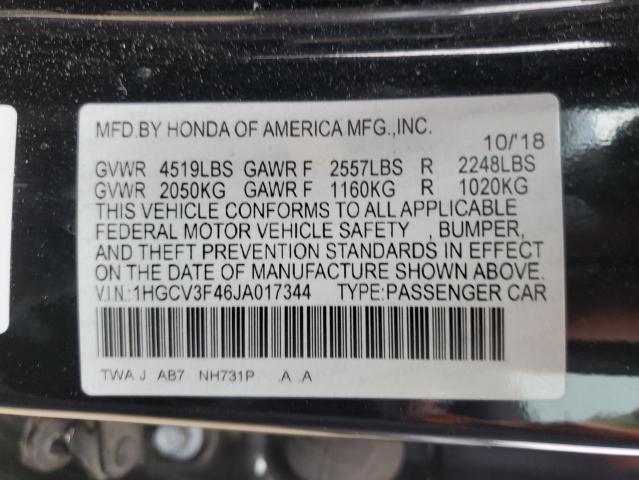 MFD.BY HONDA OF AMERICA MFG.,INC.
10/'18
GVWR 4519LBS GAWR F 2557LBS R 2248LBS
GVWR 2050KG GAWR F 1160KG R 1020KG
THIS VEHICLE CONFORMS TO ALL APPLICABLE
FEDERAL MOTOR VEHICLE SAFETY , BUMPER,
AND THEFT PREVENTION STANDARDS IN EFFECT
ON THE DATE OF MANUFACTURE SHOWN ABOVE.
V.I.N.:1HGCV3F46JA017344 TYPE:PASSENGER CAR
TWA J AB7 NH731P .A .A